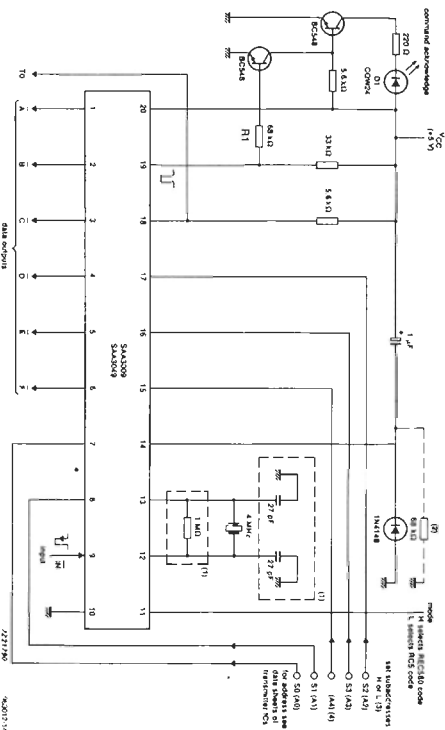 command acknowledge
220 Ω
D1
CQW24
BC548
BC548
5.6 kΩ
68 kΩ
R1
33 kΩ
5.6 kΩ
VCC
(+5 V)
+
1 µF
(2)
68 kΩ
1N4148
mode
H selects RECS80 code
L selects RC5 code
20
19
18
17
16
15
14
13
12
11
SAA3009
SAA3049
1
2
3
4
5
6
7
8
9
10
TO
A
B
C
D
E
F
data outputs
27 pF
27 pF
(1)
4 MHz
1 MΩ
(1)
IN
input
set subaddresses
H or L (3)
S2 (A2)
S3 (A3)
(A4) (4)
S1 (A1)
S0 (A0)
for address see
data sheets of
transmitter ICs
7Z21790